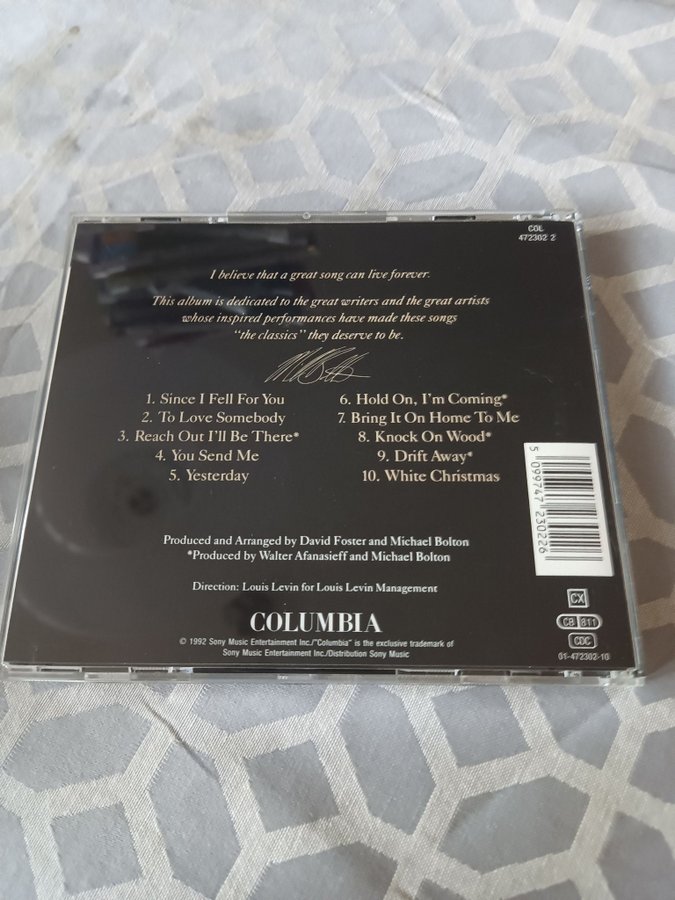 COL
472302 2
I believe that a great song can live forever.
This album is dedicated to the great writers and the great artists
whose inspired performances have made these songs
"the classics" they deserve to be.
1. Since I Fell For You
2. To Love Somebody
3. Reach Out I'll Be There*
4. You Send Me
5. Yesterday
6. Hold On, I'm Coming*
7. Bring It On Home To Me
8. Knock On Wood*
9. Drift Away*
10. White Christmas
5 099747 230226
Produced and Arranged by David Foster and Michael Bolton
*Produced by Walter Afanasieff and Michael Bolton
Direction: Louis Levin for Louis Levin Management
COLUMBIA
© 1992 Sony Music Entertainment Inc./"Columbia" is the exclusive trademark of
Sony Music Entertainment Inc./Distribution Sony Music
CX
CB 811
CDC
01-472302-10